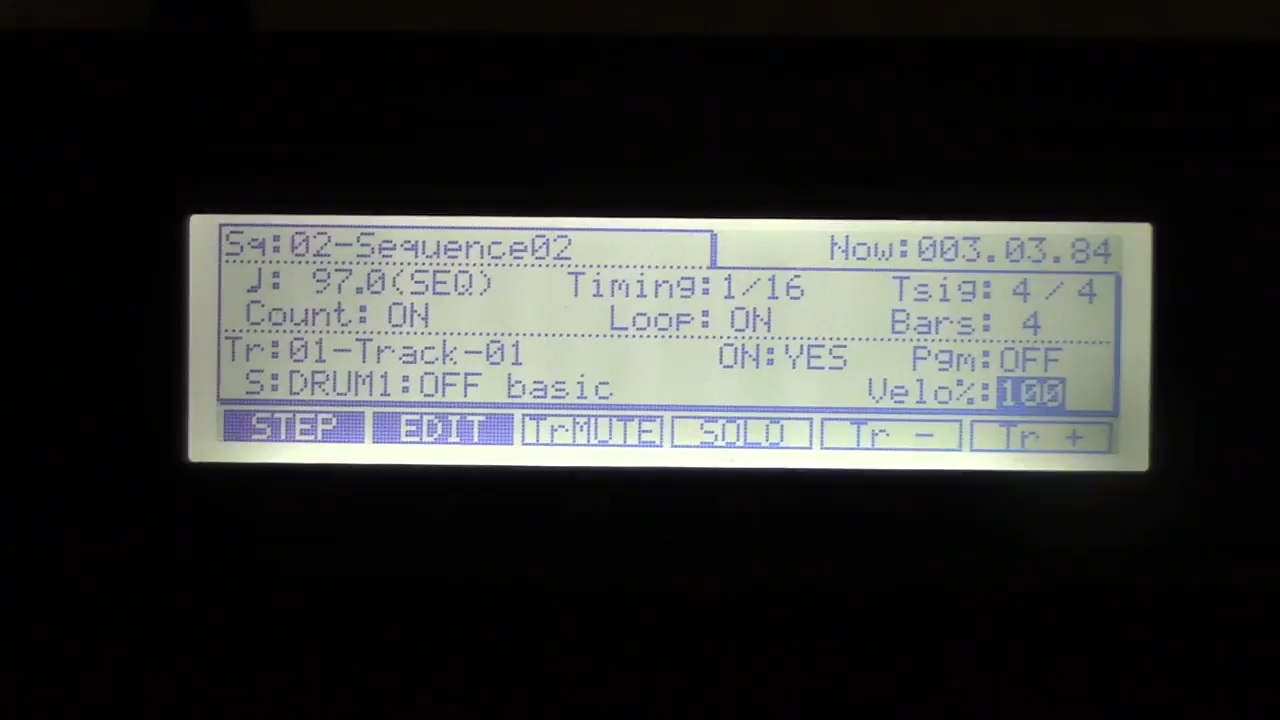 Sq:02-Sequence02 Now:003.03.84
♩: 97.0(SEQ) Timing:1/16 Tsig: 4 / 4
Count: ON Loop: ON Bars: 4
Tr:01-Track-01 ON:YES Pgm:OFF
S:DRUM1:OFF basic Velo%:100
STEP EDIT TrMUTE SOLO Tr - Tr +